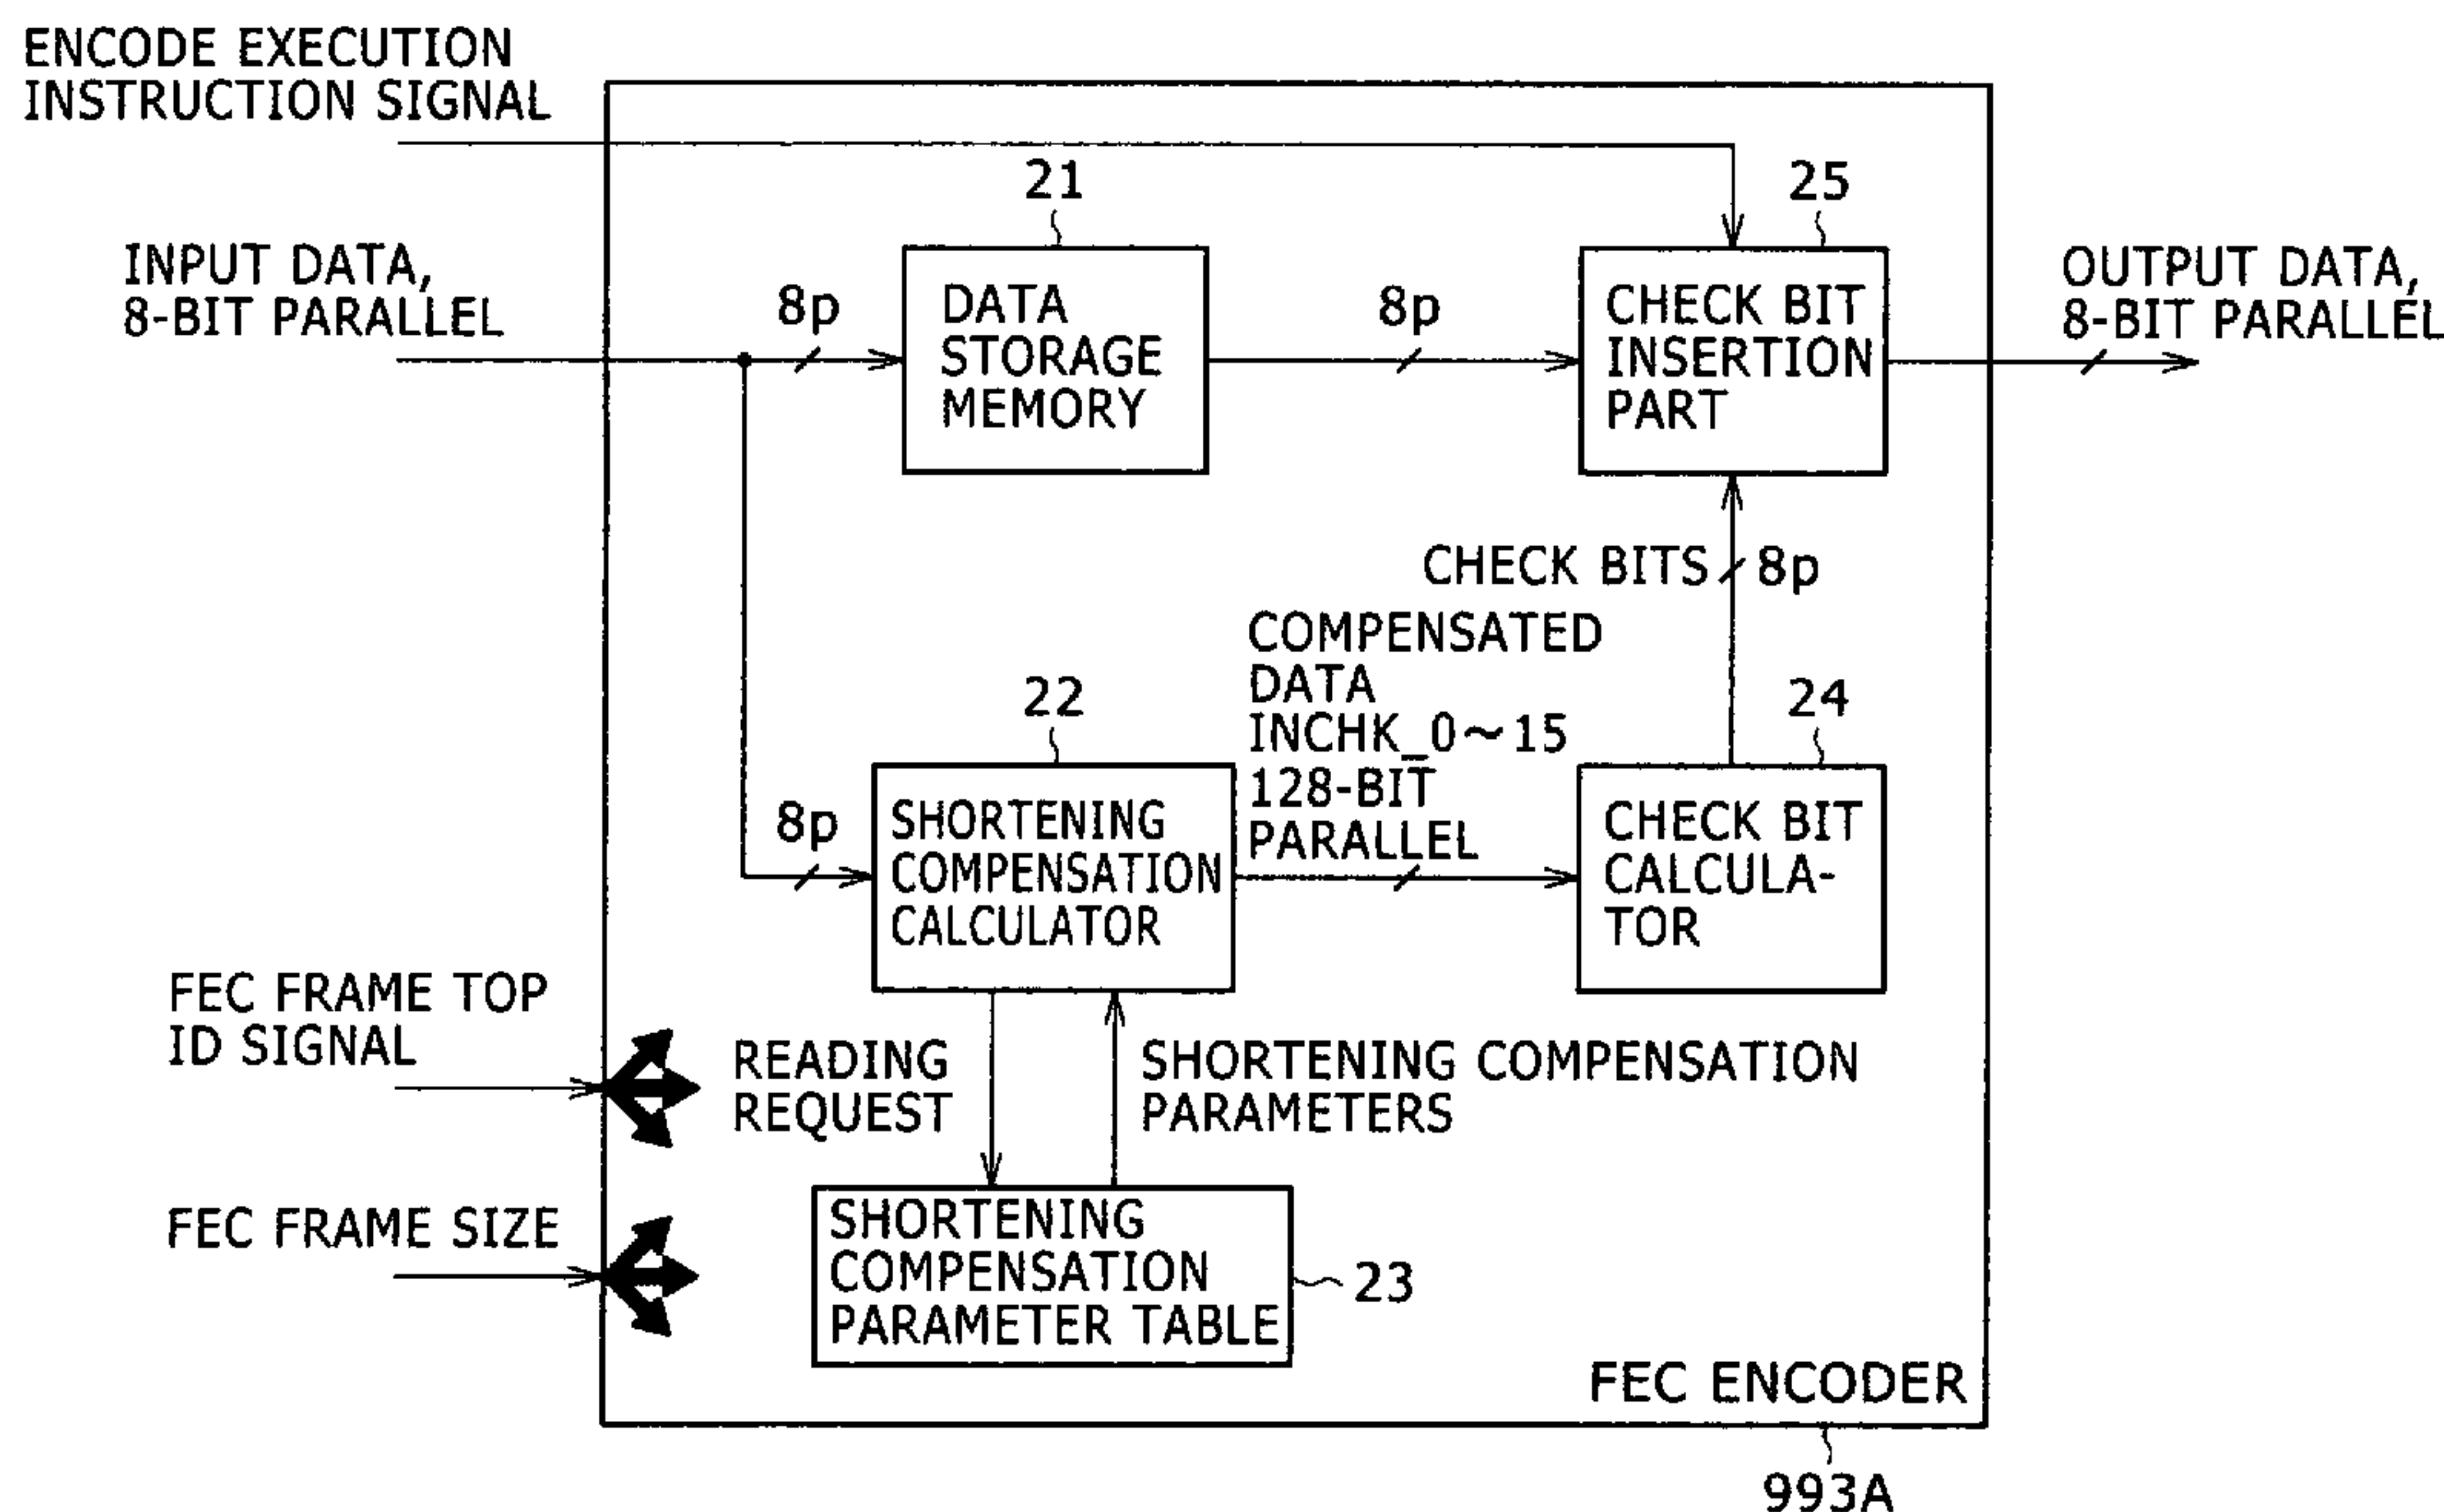 ENCODE EXECUTION
INSTRUCTION SIGNAL
21
25
INPUT DATA,
8-BIT PARALLEL
8p
DATA
STORAGE
MEMORY
8p
CHECK BIT
INSERTION
PART
OUTPUT DATA,
8-BIT PARALLEL
CHECK BITS
8p
COMPENSATED
DATA
INCHK_0~15
128-BIT
PARALLEL
22
24
8p
SHORTENING
COMPENSATION
CALCULATOR
CHECK BIT
CALCULA-
TOR
FEC FRAME TOP
ID SIGNAL
READING
REQUEST
SHORTENING COMPENSATION
PARAMETERS
FEC FRAME SIZE
SHORTENING
COMPENSATION
PARAMETER TABLE
23
FEC ENCODER
993A